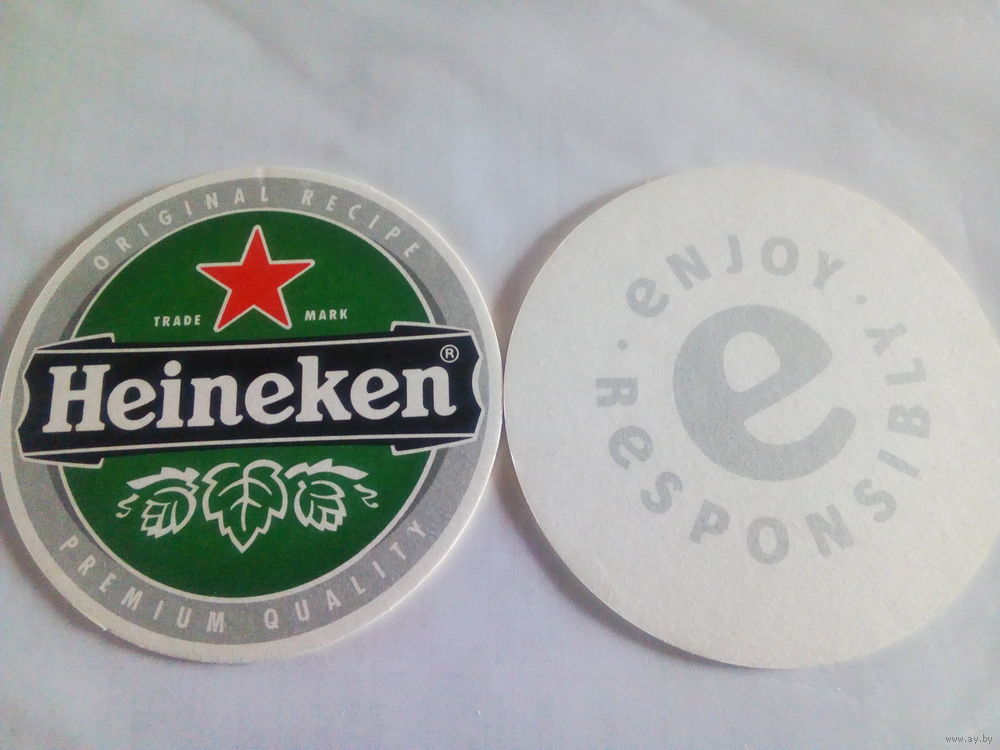 ORIGINAL RECIPE
TRADE MARK
Heineken®
PREMIUM QUALITY
eNJOY · ReSPONSIBLY ·
e
www.ay.by